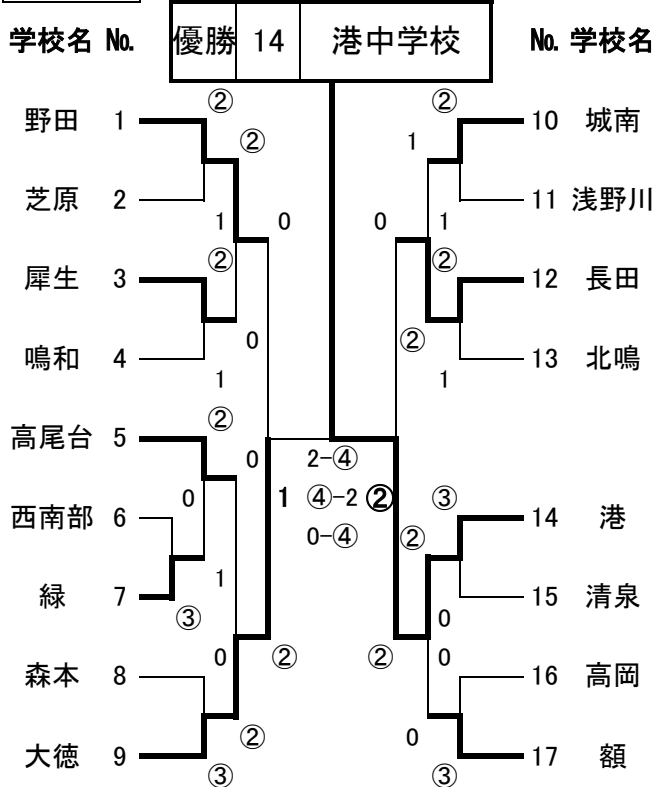 優勝 14 港中学校
学校名 No. No. 学校名
② ②
野田 1 10 城南
② 1
芝原 2 11 浅野川
1 0 0 1
② ②
犀生 3 12 長田
0 ②
鳴和 4 13 北鳴
1 1
②
高尾台 5
0 2-④
0 1 ④-2 ② ③
西南部 6 14 港
0-④ ②
1
緑 7 15 清泉
③ 0
0 ② ② 0
森本 8 16 高岡
② 0
大徳 9 17 額
③ ③